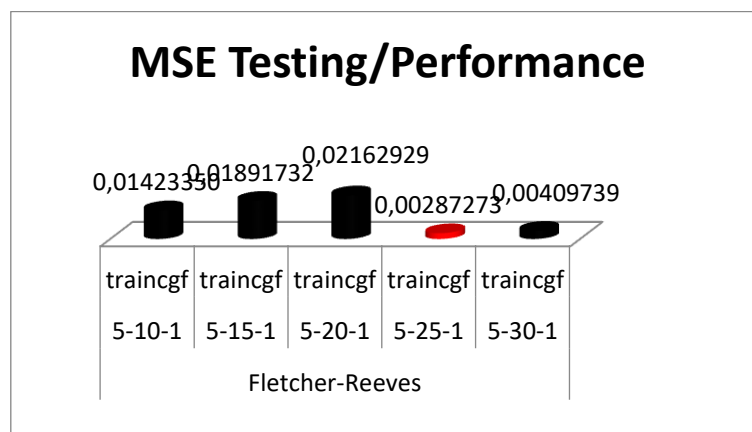 MSE Testing/Performance
0,01423350 0,01891732 0,02162929 0,00287273 0,00409739
traincgf traincgf traincgf traincgf traincgf
5-10-1 5-15-1 5-20-1 5-25-1 5-30-1
Fletcher-Reeves